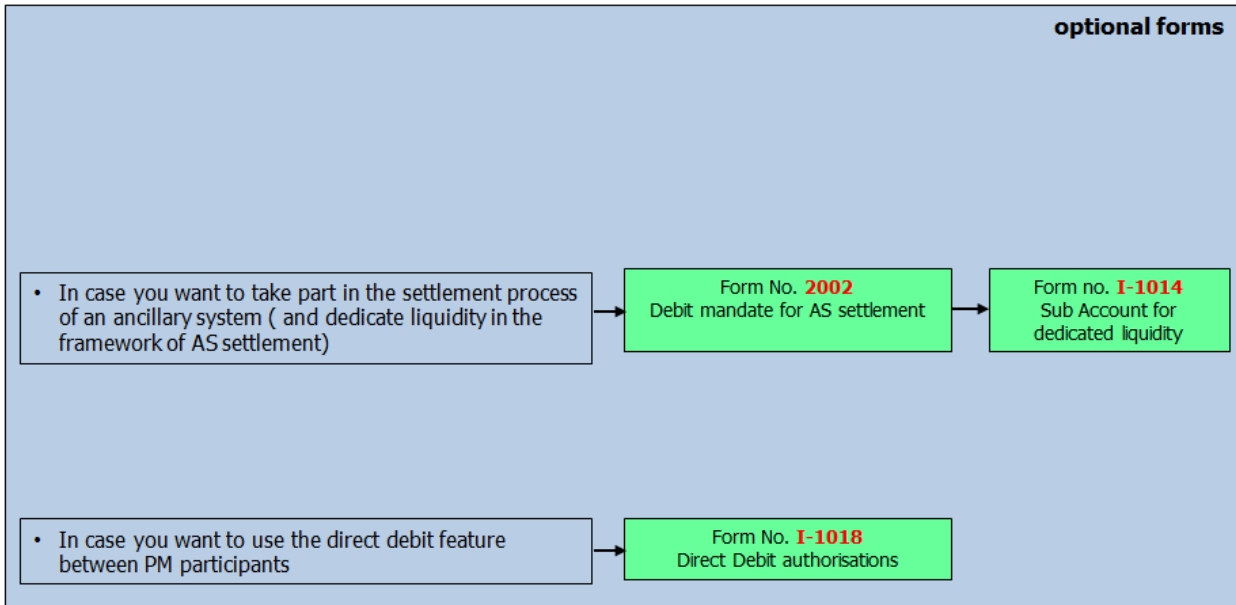 optional forms
• In case you want to take part in the settlement process
of an ancillary system ( and dedicate liquidity in the
framework of AS settlement)
Form No. 2002
Debit mandate for AS settlement
Form no. I-1014
Sub Account for
dedicated liquidity
• In case you want to use the direct debit feature
between PM participants
Form No. I-1018
Direct Debit authorisations